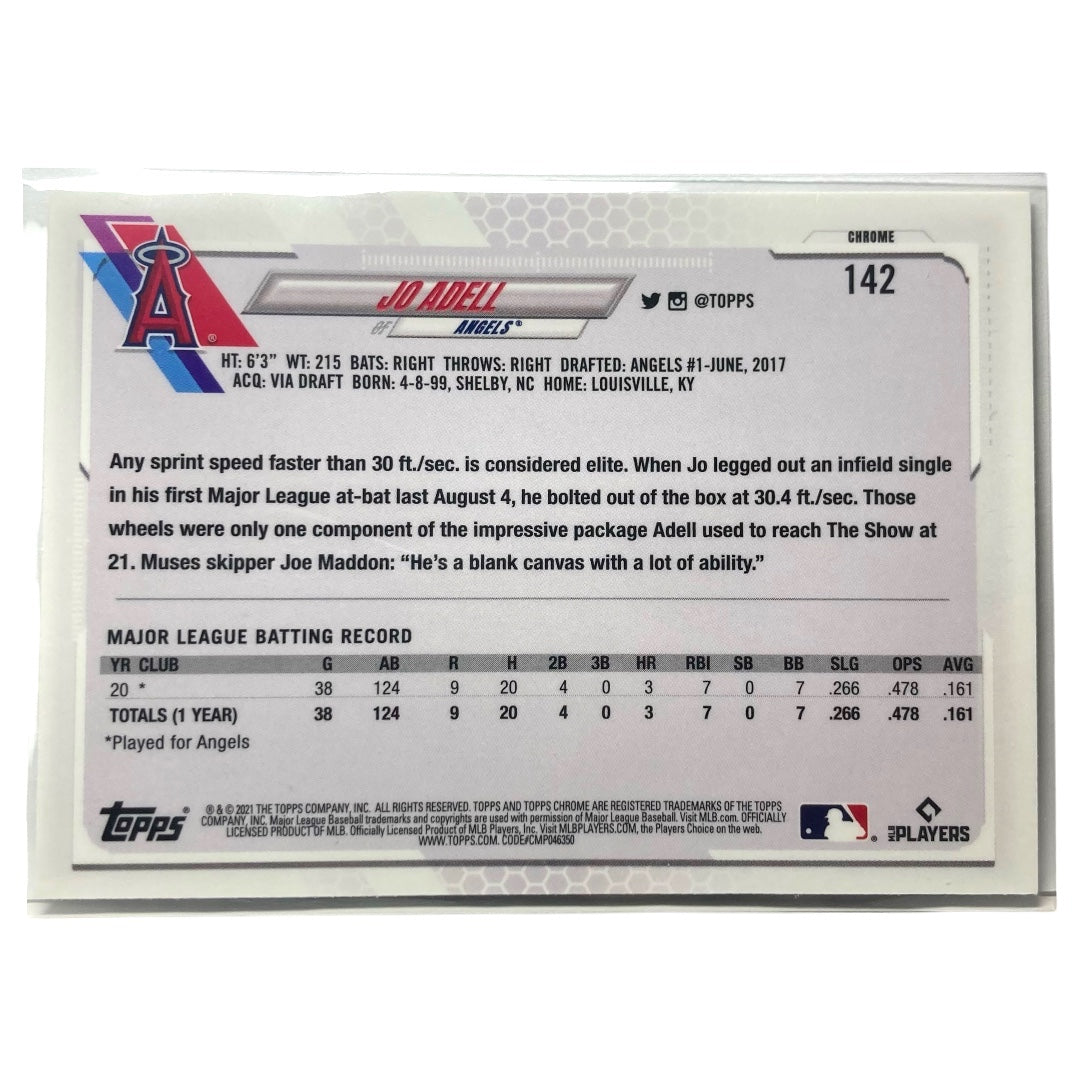 CHROME
142
A
®
JO ADELL
@TOPPS
OF ANGELS®
HT: 6'3" WT: 215 BATS: RIGHT THROWS: RIGHT DRAFTED: ANGELS #1-JUNE, 2017
ACQ: VIA DRAFT BORN: 4-8-99, SHELBY, NC HOME: LOUISVILLE, KY
Any sprint speed faster than 30 ft./sec. is considered elite. When Jo legged out an infield single
in his first Major League at-bat last August 4, he bolted out of the box at 30.4 ft./sec. Those
wheels were only one component of the impressive package Adell used to reach The Show at
21. Muses skipper Joe Maddon: “He’s a blank canvas with a lot of ability.”
MAJOR LEAGUE BATTING RECORD
YR CLUB G AB R H 2B 3B HR RBI SB BB SLG OPS AVG
20 * 38 124 9 20 4 0 3 7 0 7 .266 .478 .161
TOTALS (1 YEAR) 38 124 9 20 4 0 3 7 0 7 .266 .478 .161
*Played for Angels
TOPPS®
® & © 2021 THE TOPPS COMPANY, INC. ALL RIGHTS RESERVED. TOPPS AND TOPPS CHROME ARE REGISTERED TRADEMARKS OF THE TOPPS
COMPANY, INC. Major League Baseball trademarks and copyrights are used with permission of Major League Baseball. Visit MLB.com. OFFICIALLY
LICENSED PRODUCT OF MLB. Officially Licensed Product of MLB Players, Inc. Visit MLBPLAYERS.COM, the Players Choice on the web.
WWW.TOPPS.COM. CODE#CMP046350
®
MLB PLAYERS